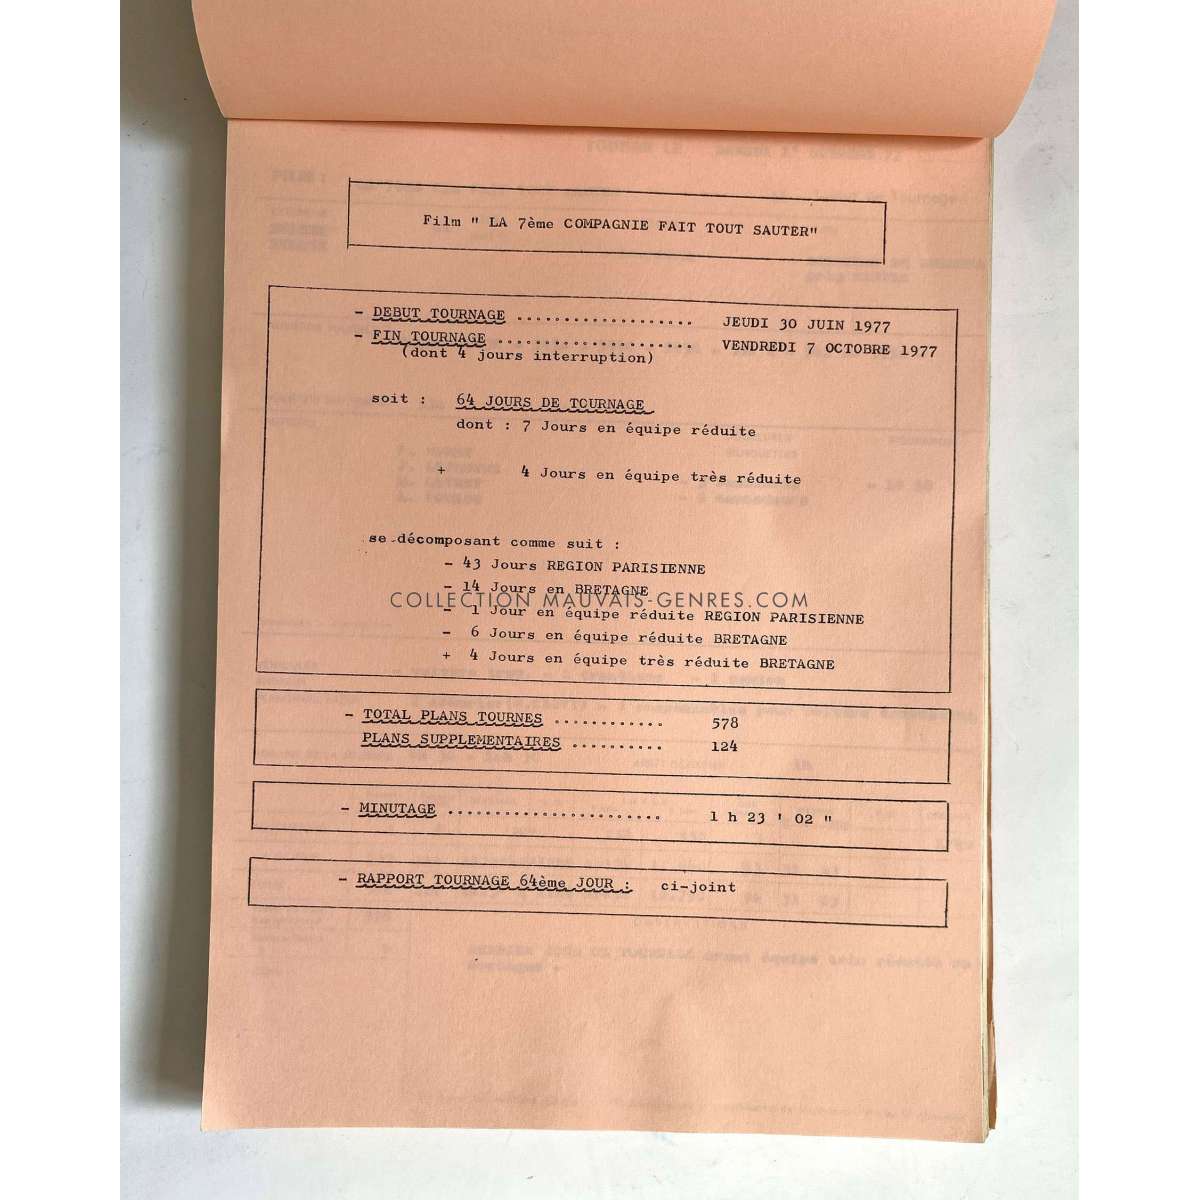 Film " LA 7ème COMPAGNIE FAIT TOUT SAUTER"
- DEBUT TOURNAGE ................... JEUDI 30 JUIN 1977
- FIN TOURNAGE ..................... VENDREDI 7 OCTOBRE 1977
(dont 4 jours interruption)
soit : 64 JOURS DE TOURNAGE
dont : 7 Jours en équipe réduite
+ 4 Jours en équipe très réduite
se décomposant comme suit :
- 43 Jours REGION PARISIENNE
- 14 Jours en BRETAGNE
COLLECTION MAUVAIS-GENRES.COM
- 1 Jour en équipe réduite REGION PARISIENNE
- 6 Jours en équipe réduite BRETAGNE
+ 4 Jours en équipe très réduite BRETAGNE
- TOTAL PLANS TOURNES ............ 578
PLANS SUPPLEMENTAIRES .......... 124
- MINUTAGE ....................... 1 h 23 ' 02 "
- RAPPORT TOURNAGE 64ème JOUR : ci-joint